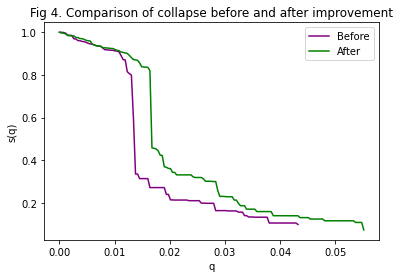 Fig 4. Comparison of collapse before and after improvement
Before
After
1.0
0.8
0.6
0.4
0.2
s(q)
0.00
0.01
0.02
0.03
0.04
0.05
q